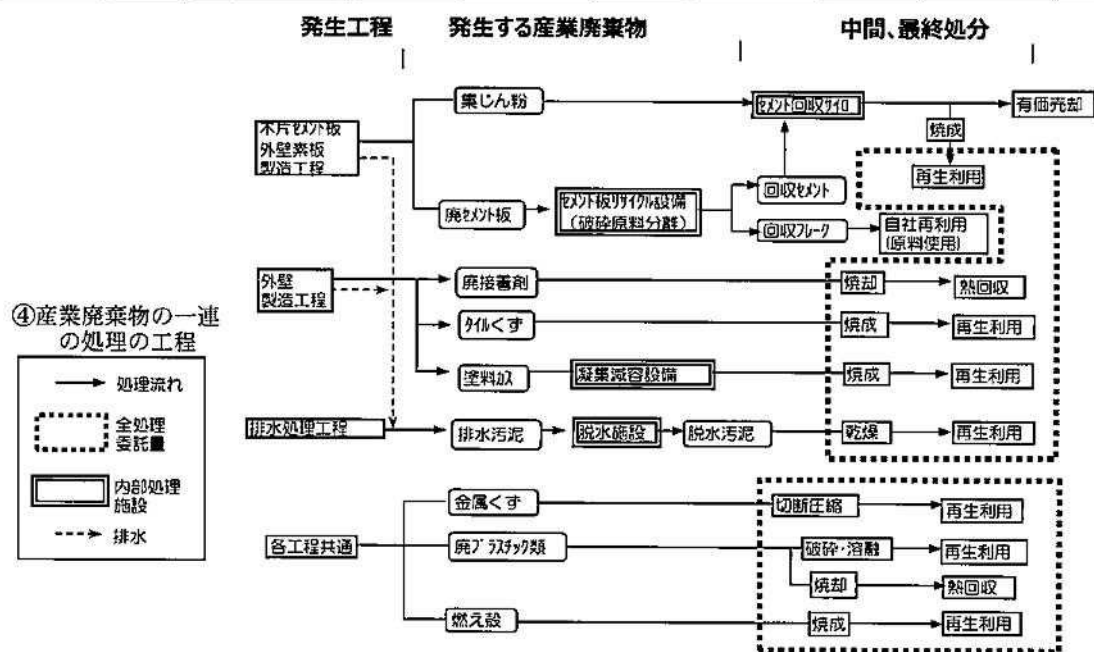 発生工程
発生する産業廃棄物
中間、最終処分
集じん粉
セメント回収サイロ
有価売却
木片セメント板
外壁素板
製造工程
焼成
再生利用
廃セメント板
セメント板リサイクル設備
(破砕原料分離)
回収セメント
回収フレーク
自社再利用
(原料使用)
外壁
製造工程
廃接着剤
焼却
熱回収
タイルくず
焼成
再生利用
塗料カス
凝集減容設備
焼成
再生利用
排水処理工程
排水汚泥
脱水施設
脱水汚泥
乾燥
再生利用
各工程共通
金属くず
切断圧縮
再生利用
廃プラスチック類
破砕・溶融
再生利用
焼却
熱回収
燃え殻
焼成
再生利用
④産業廃棄物の一連
の処理の工程
処理流れ
全処理
委託量
内部処理
施設
排水